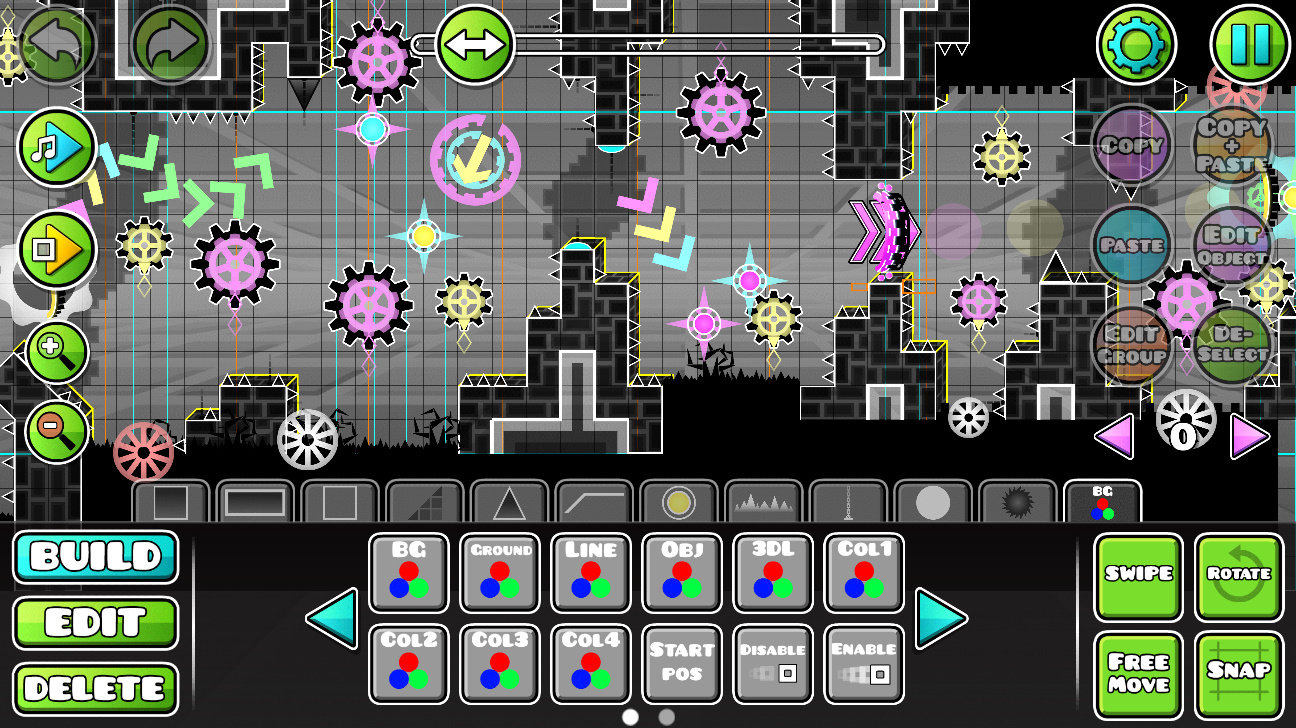 COPY
COPY
+
PASTE
PASTE
EDIT
OBJECT
EDIT
GROUP
DE-
SELECT
0
BG
BUILD
EDIT
DELETE
BG
GROUND
LINE
OBJ
3DL
COL1
COL2
COL3
COL4
START
POS
DISABLE
ENABLE
SWIPE
ROTATE
FREE
MOVE
SNAP